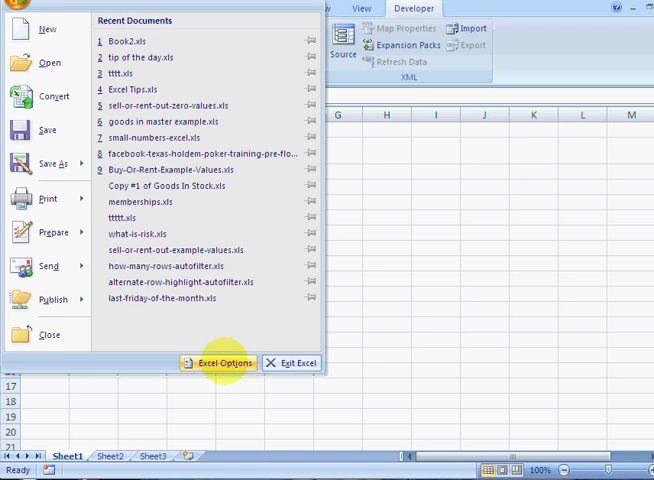 View Developer
Recent Documents
New
Open
Convert
Save
Save As
Print
Prepare
Send
Publish
Close
1 Book2.xls
2 tip of the day.xls
3 tttt.xls
4 Excel Tips.xls
5 sell-or-rent-out-zero-values.xls
6 goods in master example.xls
7 small-numbers-excel.xls
8 facebook-texas-holdem-poker-training-pre-flo...
9 Buy-Or-Rent-Example-Values.xls
Copy #1 of Goods In Stock.xls
memberships.xls
ttttt.xls
what-is-risk.xls
sell-or-rent-out-example-values.xls
how-many-rows-autofilter.xls
alternate-row-highlight-autofilter.xls
last-friday-of-the-month.xls
Excel Options Exit Excel
Source
Map Properties Import
Expansion Packs Export
Refresh Data
XML
G H I J K L M
17
18
19
20
21
Sheet1 Sheet2 Sheet3
Ready 100%